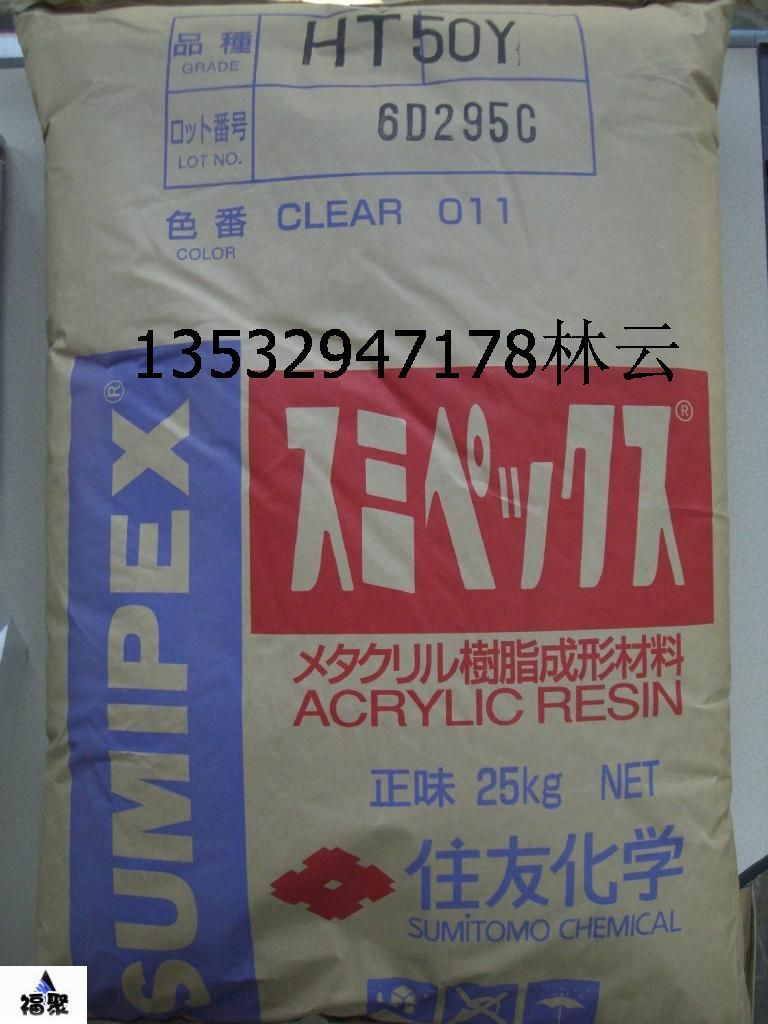 品種 HT50Y
GRADE
ロット番号 6D295C
LOT NO.
色番 CLEAR 011
COLOR
13532947178林云
SUMIPEX®
スミペックス®
メタクリル樹脂成形材料
ACRYLIC RESIN
正味 25kg NET
住友化学
SUMITOMO CHEMICAL
福聚